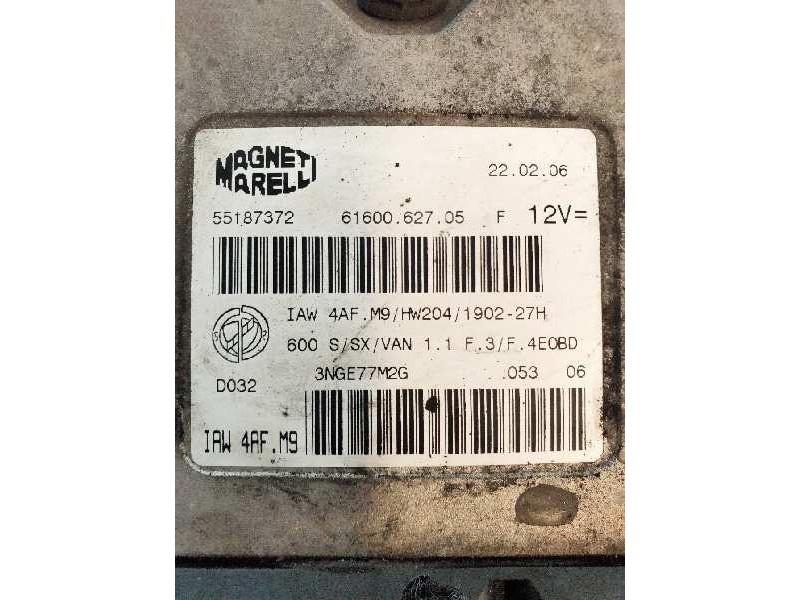 MAGNETI
MARELLI
22.02.06
55187372 61600.627.05 F 12V=
IAW 4AF.M9/HW204/1902-27H
600 S/SX/VAN 1.1 F.3/F.4EOBD
D032 3NGE77M2G 053 06
IAW 4AF.M9